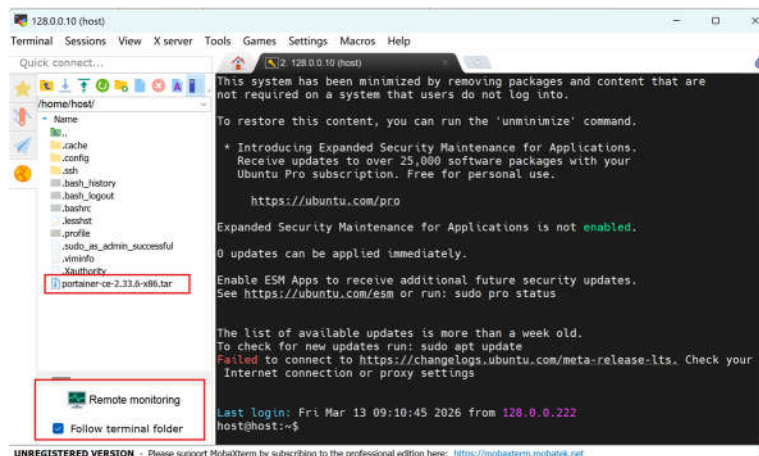 128.0.0.10 (host)
Terminal Sessions View X server Tools Games Settings Macros Help
Quick connect...
2. 128.0.0.10 (host)
/home/host/
Name
..
.cache
.config
.ssh
.bash_history
.bash_logout
.bashrc
.lesshst
.profile
.sudo_as_admin_successful
.viminfo
.Xauthority
portainer-ce-2.33.6-x86.tar
Remote monitoring
Follow terminal folder
This system has been minimized by removing packages and content that are
not required on a system that users do not log into.
To restore this content, you can run the 'unminimize' command.
* Introducing Expanded Security Maintenance for Applications.
Receive updates to over 25,000 software packages with your
Ubuntu Pro subscription. Free for personal use.
https://ubuntu.com/pro
Expanded Security Maintenance for Applications is not enabled.
0 updates can be applied immediately.
Enable ESM Apps to receive additional future security updates.
See https://ubuntu.com/esm or run: sudo pro status
The list of available updates is more than a week old.
To check for new updates run: sudo apt update
Failed to connect to https://changelogs.ubuntu.com/meta-release-lts. Check your
Internet connection or proxy settings
Last login: Fri Mar 13 09:10:45 2026 from 128.0.0.222
host@host:~$
UNREGISTERED VERSION - Please support MobaXterm by subscribing to the professional edition here: https://mobaxterm.mobatek.net